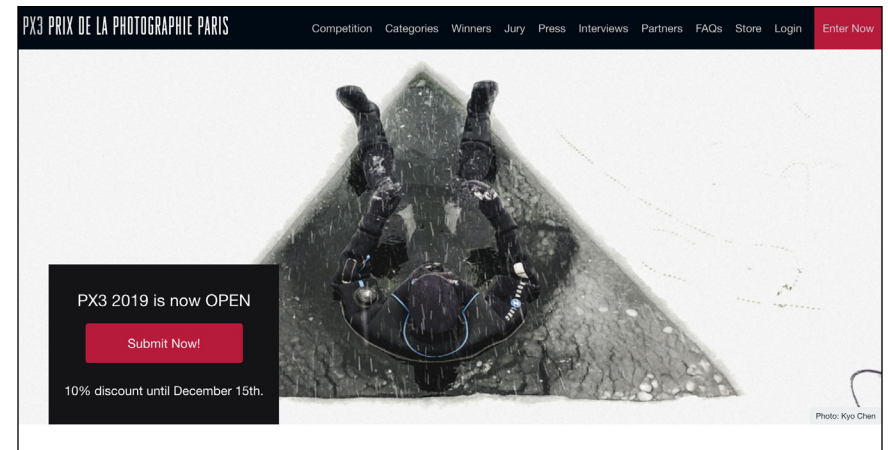 PX3 PRIX DE LA PHOTOGRAPHIE PARIS
Competition Categories Winners Jury Press Interviews Partners FAQs Store Login Enter Now
PX3 2019 is now OPEN
Submit Now!
10% discount until December 15th.
Photo: Kyo Chen